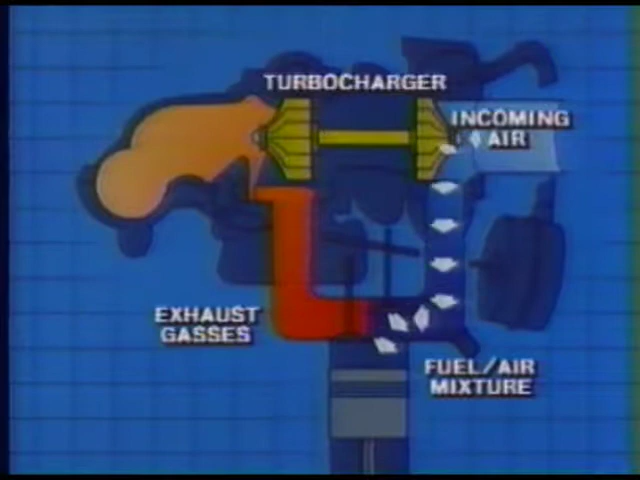 TURBOCHARGER
INCOMING
AIR
EXHAUST
GASSES
FUEL/AIR
MIXTURE